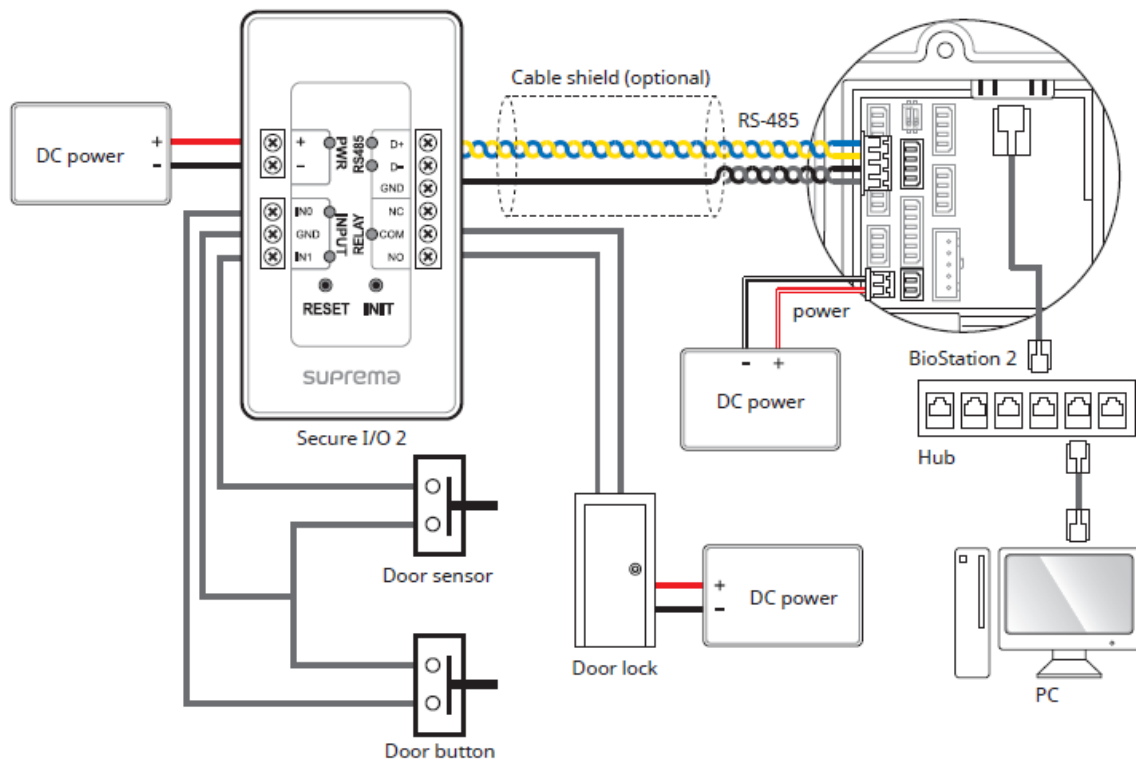 Cable shield (optional)
RS-485
DC power
+
-
+
-
PWR
RS485
D+
D-
GND
IN0
GND
IN1
INPUT
RELAY
NC
COM
NO
RESET
INIT
suprema
Secure I/O 2
power
-
+
DC power
BioStation 2
Hub
Door sensor
Door lock
+
-
DC power
Door button
PC